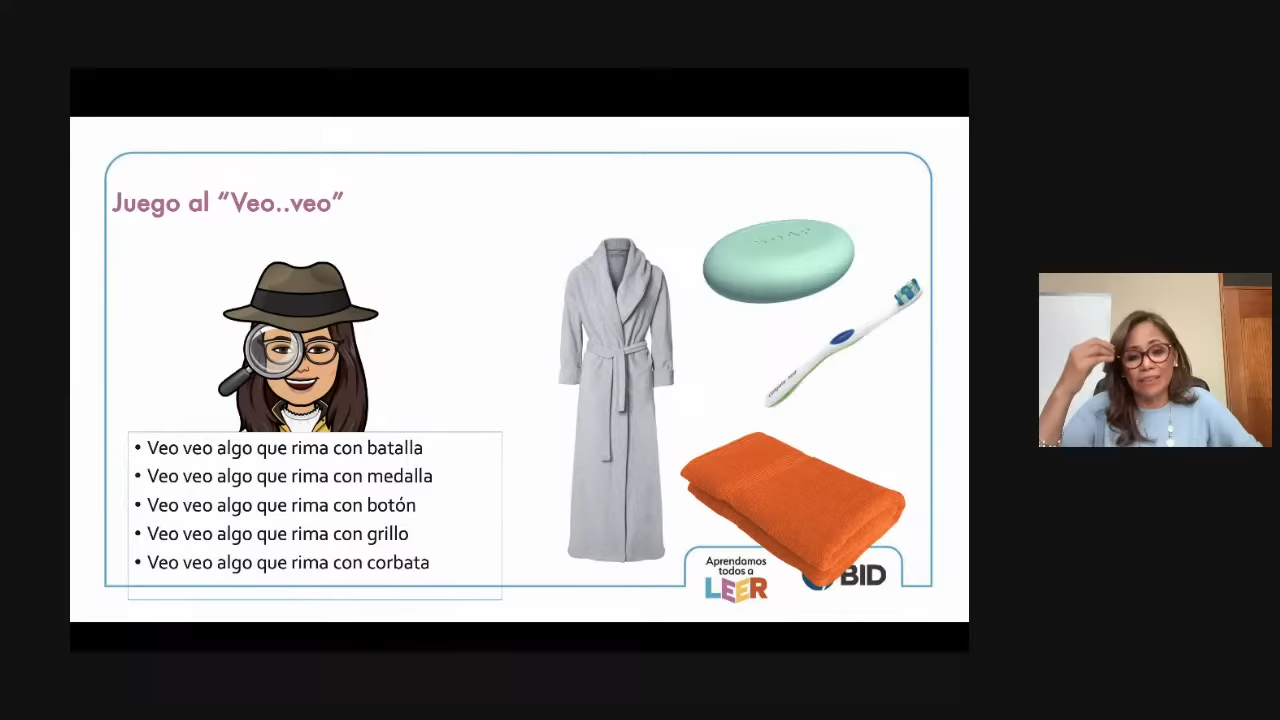 Juego al “Veo..veo”
SOAP
• Veo veo algo que rima con batalla
• Veo veo algo que rima con medalla
• Veo veo algo que rima con botón
• Veo veo algo que rima con grillo
• Veo veo algo que rima con corbata
Aprendamos
todos a
LEER
BID